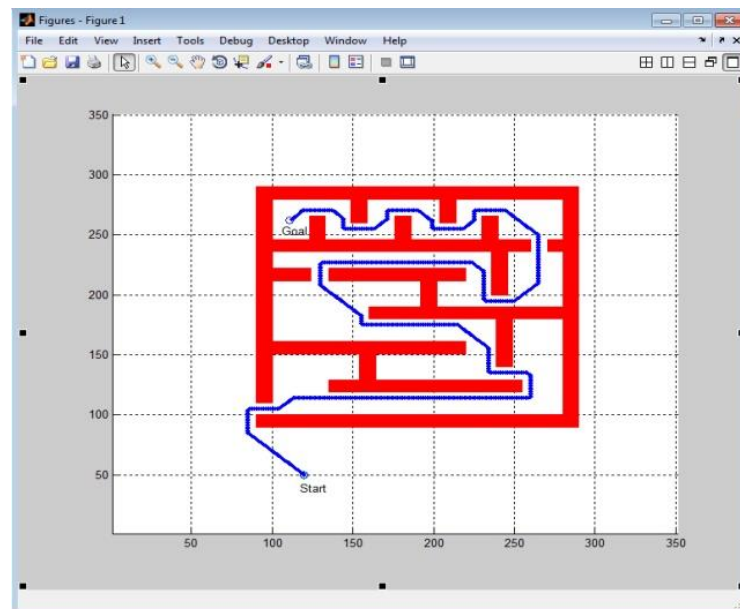 Figures - Figure 1
File Edit View Insert Tools Debug Desktop Window Help
350
300
250
200
150
100
50
Goal
Start
50 100 150 200 250 300 350